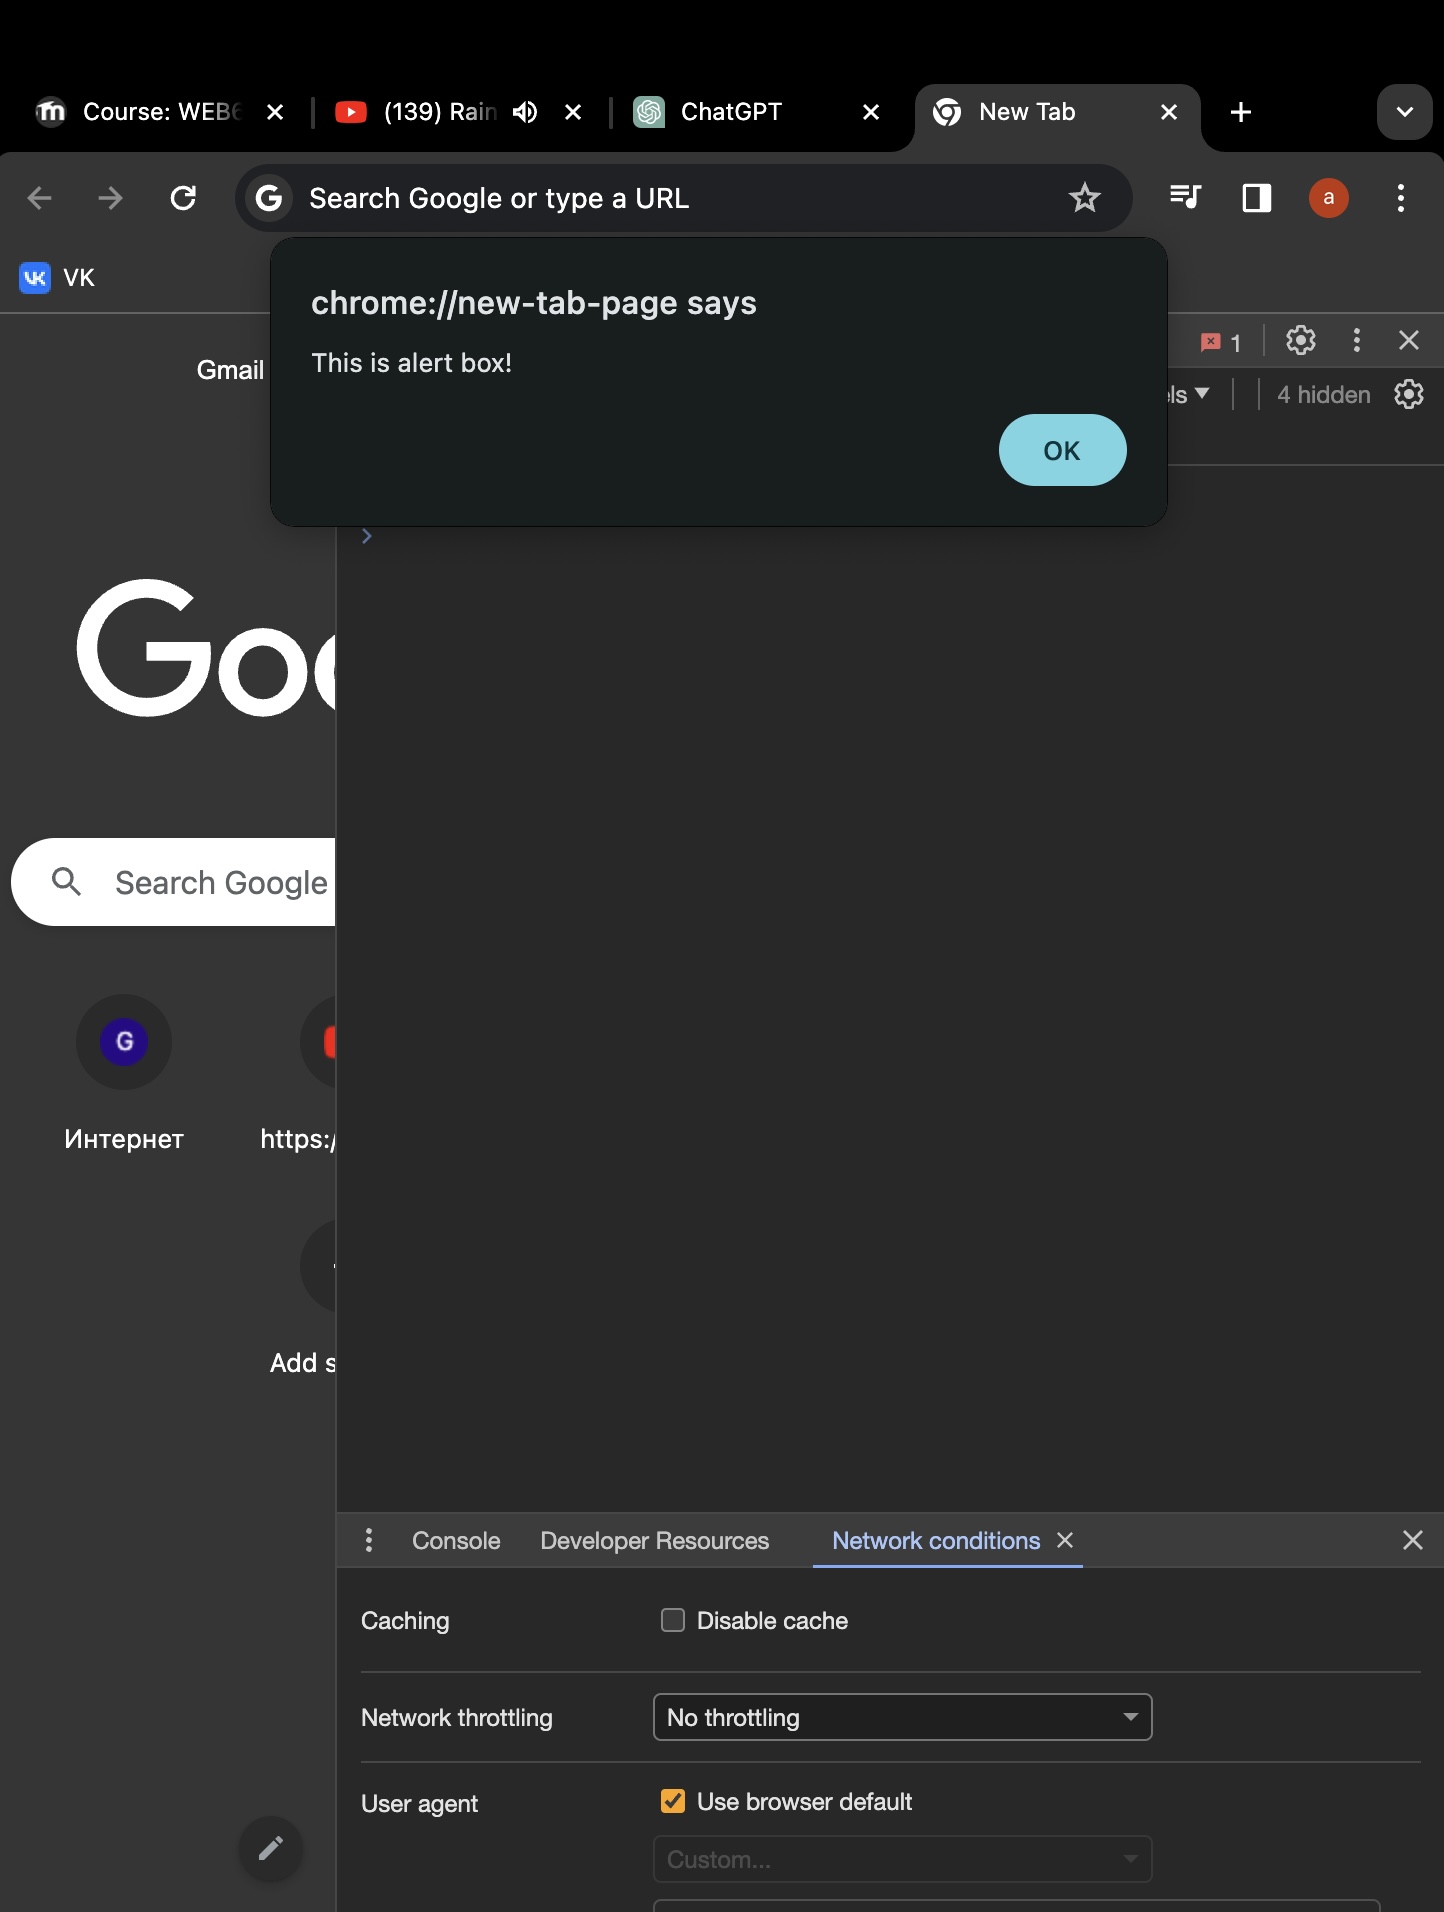 Course: WEB6
(139) Rain
ChatGPT
New Tab
Search Google or type a URL
a
VK
chrome://new-tab-page says
This is alert box!
OK
Gmail
1
els
4 hidden
Goo
Search Google
G
Интернет
https:/
Add s
Console
Developer Resources
Network conditions
Caching
Disable cache
Network throttling
No throttling
User agent
Use browser default
Custom...